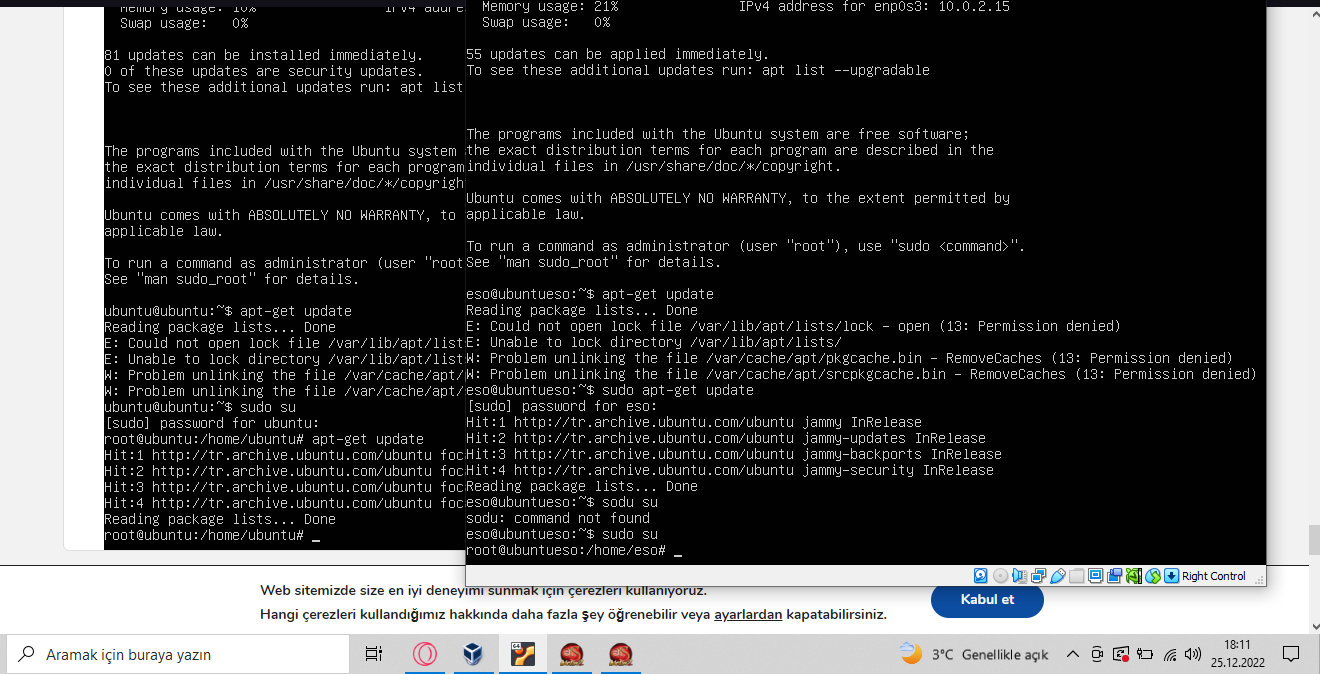 Memory usage: 10% IPv4 addre
Swap usage: 0%
81 updates can be installed immediately.
0 of these updates are security updates.
To see these additional updates run: apt list
The programs included with the Ubuntu system
the exact distribution terms for each program
individual files in /usr/share/doc/*/copyrigh
Ubuntu comes with ABSOLUTELY NO WARRANTY, to
applicable law.
To run a command as administrator (user "root
See "man sudo_root" for details.
ubuntu@ubuntu:~$ apt-get update
Reading package lists... Done
E: Could not open lock file /var/lib/apt/list
E: Unable to lock directory /var/lib/apt/list
W: Problem unlinking the file /var/cache/apt/
W: Problem unlinking the file /var/cache/apt/
ubuntu@ubuntu:~$ sudo su
[sudo] password for ubuntu:
root@ubuntu:/home/ubuntu# apt-get update
Hit:1 http://tr.archive.ubuntu.com/ubuntu foc
Hit:2 http://tr.archive.ubuntu.com/ubuntu foc
Hit:3 http://tr.archive.ubuntu.com/ubuntu foc
Hit:4 http://tr.archive.ubuntu.com/ubuntu foc
Reading package lists... Done
root@ubuntu:/home/ubuntu# _
Memory usage: 21% IPv4 address for enp0s3: 10.0.2.15
Swap usage: 0%
55 updates can be applied immediately.
To see these additional updates run: apt list --upgradable
The programs included with the Ubuntu system are free software;
the exact distribution terms for each program are described in the
individual files in /usr/share/doc/*/copyright.
Ubuntu comes with ABSOLUTELY NO WARRANTY, to the extent permitted by
applicable law.
To run a command as administrator (user "root"), use "sudo <command>".
See "man sudo_root" for details.
eso@ubuntueso:~$ apt-get update
Reading package lists... Done
E: Could not open lock file /var/lib/apt/lists/lock - open (13: Permission denied)
E: Unable to lock directory /var/lib/apt/lists/
W: Problem unlinking the file /var/cache/apt/pkgcache.bin - RemoveCaches (13: Permission denied)
W: Problem unlinking the file /var/cache/apt/srcpkgcache.bin - RemoveCaches (13: Permission denied)
eso@ubuntueso:~$ sudo apt-get update
[sudo] password for eso:
Hit:1 http://tr.archive.ubuntu.com/ubuntu jammy InRelease
Hit:2 http://tr.archive.ubuntu.com/ubuntu jammy-updates InRelease
Hit:3 http://tr.archive.ubuntu.com/ubuntu jammy-backports InRelease
Hit:4 http://tr.archive.ubuntu.com/ubuntu jammy-security InRelease
Reading package lists... Done
eso@ubuntueso:~$ sodu su
sodu: command not found
eso@ubuntueso:~$ sudo su
root@ubuntueso:/home/eso# _
Right Control
Web sitemizde size en iyi deneyimi sunmak için çerezleri kullanıyoruz.
Hangi çerezleri kullandığımız hakkında daha fazla şey öğrenebilir veya ayarlardan kapatabilirsiniz.
Kabul et
Aramak için buraya yazın
3°C Genellikle açık
18:11
25.12.2022